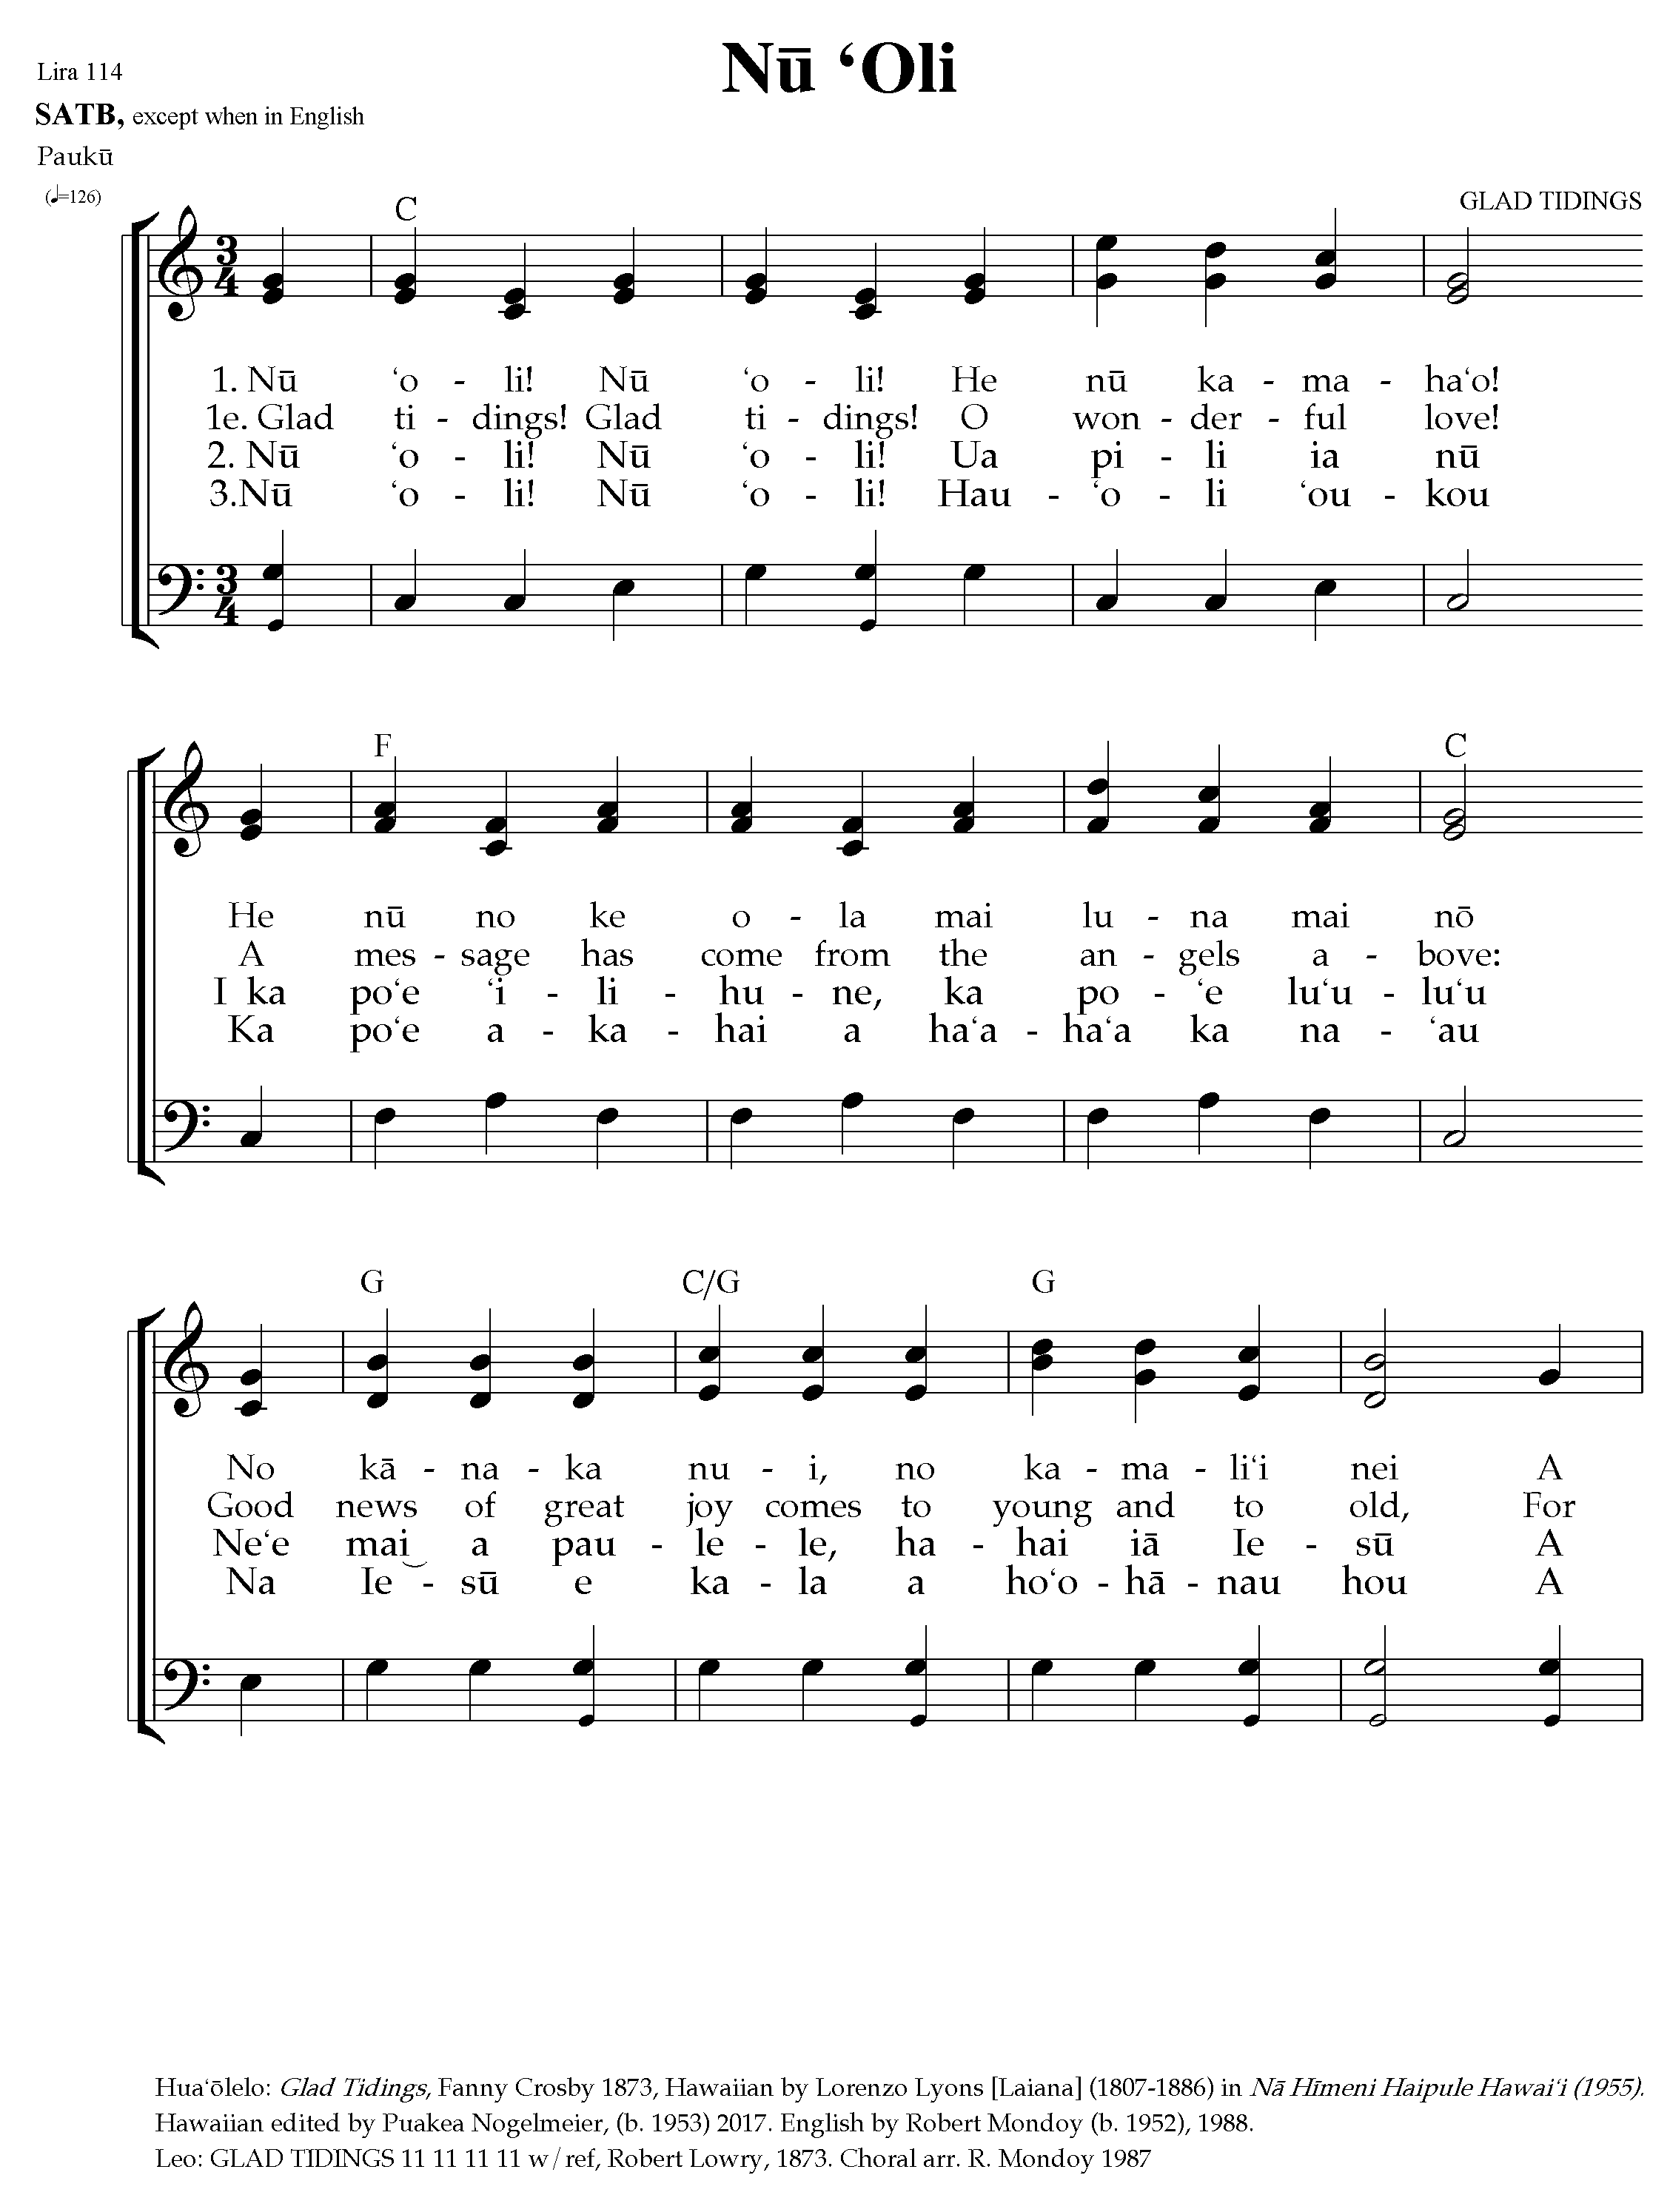 Nū ʻOli
Lira 114
SATB, except when in English
Paukū
(♩=126)
GLAD TIDINGS
C
3 4
1. Nū ʻo - li! Nū ʻo - li! He nū ka - ma - haʻo!
1e. Glad ti - dings! Glad ti - dings! O won - der - ful love!
2. Nū ʻo - li! Nū ʻo - li! Ua pi - li ia nū
3.Nū ʻo - li! Nū ʻo - li! Hau - ʻo - li ʻou - kou
3 4
F C
He nū no ke o - la mai lu - na mai nō
A mes - sage has come from the an - gels a - bove:
I ka poʻe ʻi - li - hu - ne, ka po - ʻe luʻu - luʻu
Ka poʻe a - ka - hai a haʻa - haʻa ka na - ʻau
G C/G G
No kā - na - ka nu - i, no ka - ma - liʻi nei A
Good news of great joy comes to young and to old, For
Neʻe mai‿a pau - le - le, ha - hai iā Ie - sū A
Na Ie - sū e ka - la a hoʻo - hā - nau hou A
Huaʻōlelo: Glad Tidings, Fanny Crosby 1873, Hawaiian by Lorenzo Lyons [Laiana] (1807-1886) in Nā Hīmeni Haipule Hawaiʻi (1955).
Hawaiian edited by Puakea Nogelmeier, (b. 1953) 2017. English by Robert Mondoy (b. 1952), 1988.
Leo: GLAD TIDINGS 11 11 11 11 w/ref, Robert Lowry, 1873. Choral arr. R. Mondoy 1987